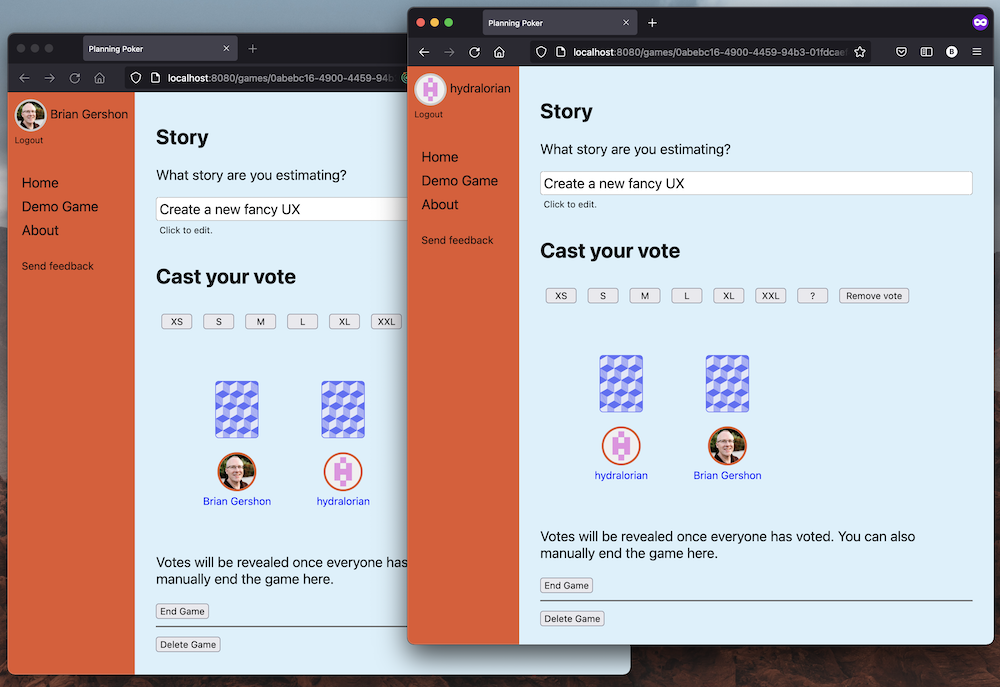 Planning Poker
localhost:8080/games/0abebc16-4900-4459-94b
Brian Gershon
Logout
Home
Demo Game
About
Send feedback
Story
What story are you estimating?
Create a new fancy UX
Click to edit.
Cast your vote
XS S M L XL XXL
Brian Gershon hydralorian
Votes will be revealed once everyone has
manually end the game here.
End Game
Delete Game
Planning Poker
localhost:8080/games/0abebc16-4900-4459-94b3-01fdcae
B
hydralorian
Logout
Home
Demo Game
About
Send feedback
Story
What story are you estimating?
Create a new fancy UX
Click to edit.
Cast your vote
XS S M L XL XXL ? Remove vote
hydralorian Brian Gershon
Votes will be revealed once everyone has voted. You can also
manually end the game here.
End Game
Delete Game